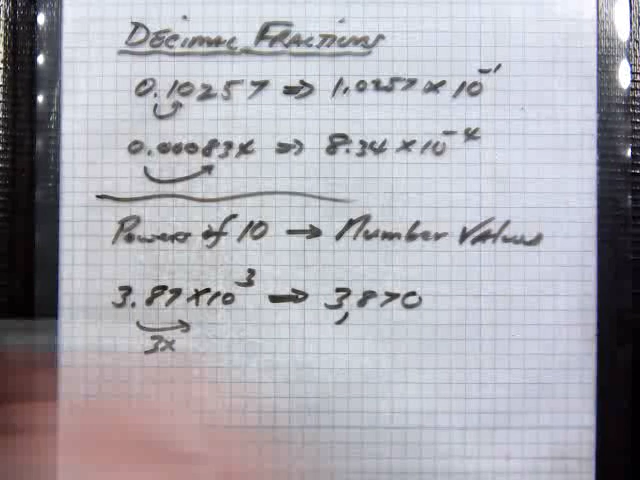 Decimal Fractions
0.10257 ⇒ 1.0257 × 10⁻¹
0.000834 ⇒ 8.34 × 10⁻⁴
Powers of 10 → Number Values
3.87 × 10³ ⇒ 3,870
3x